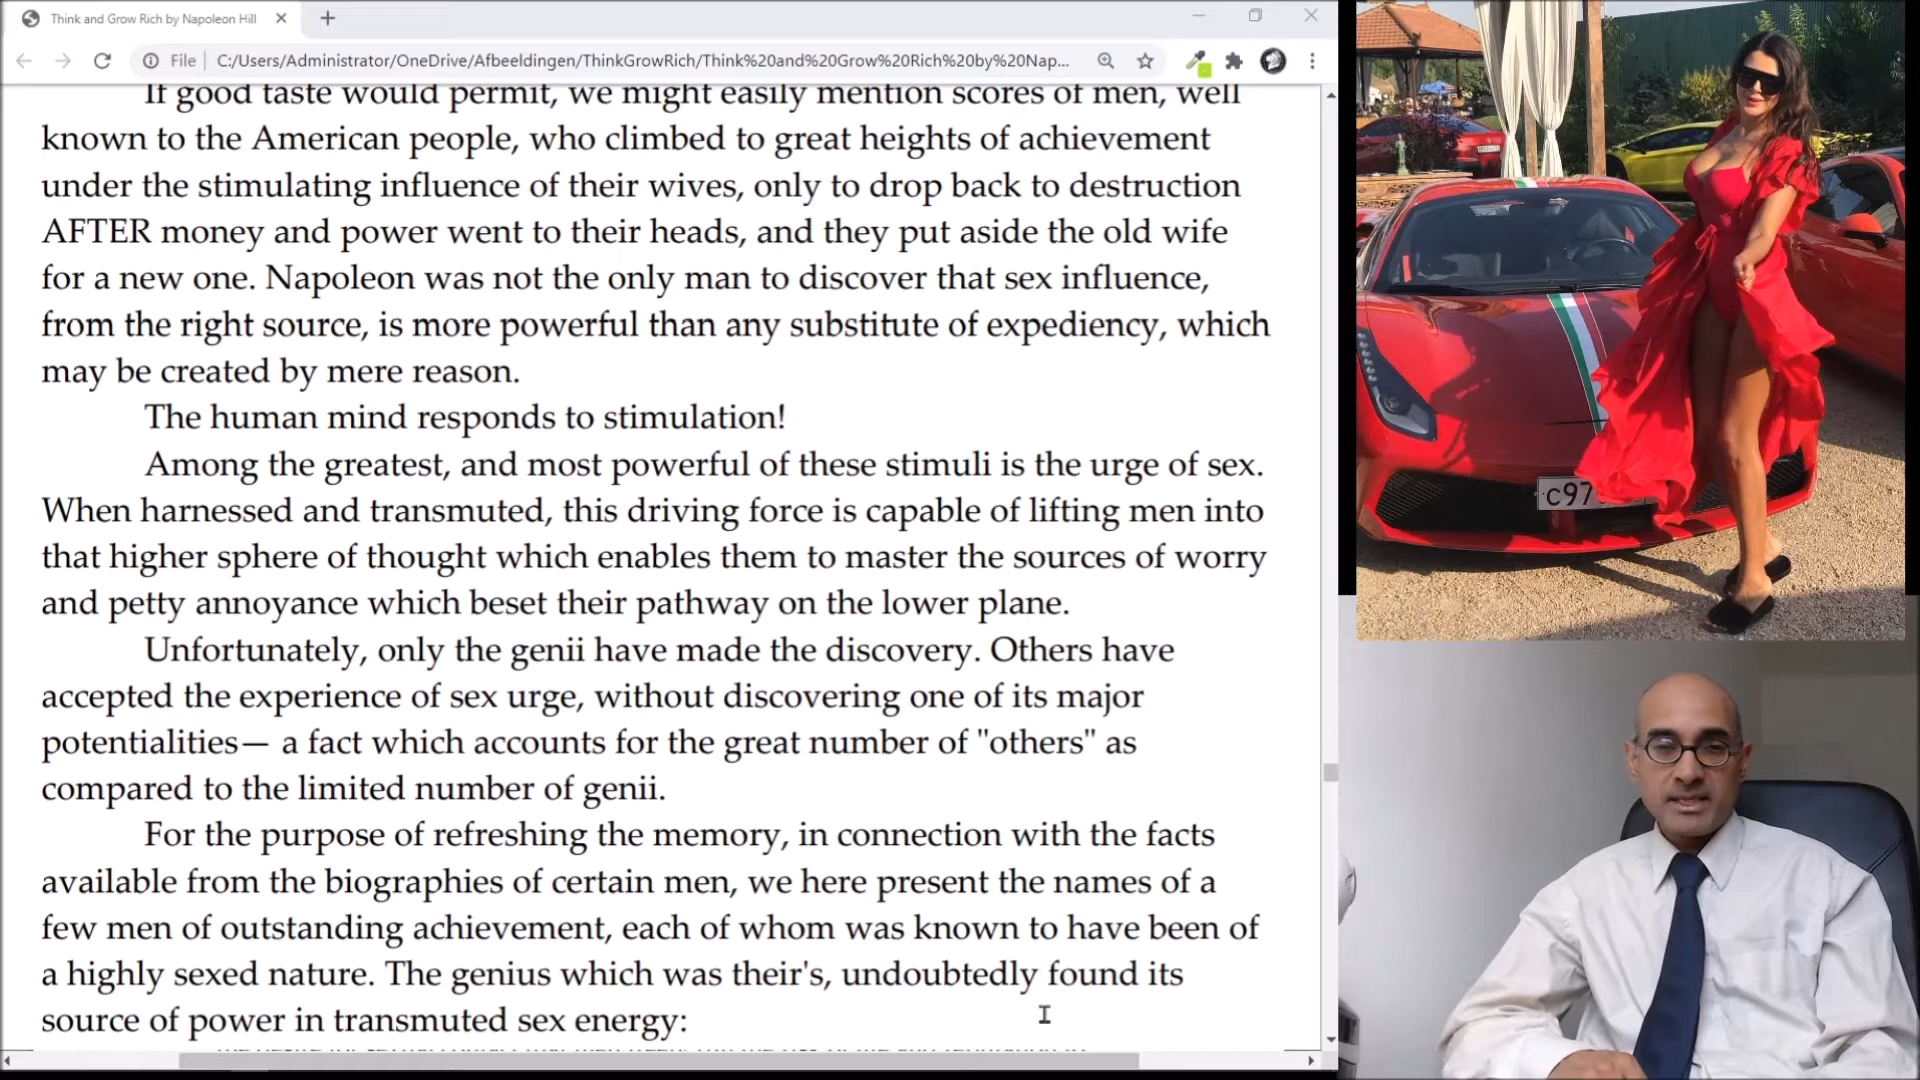 Think and Grow Rich by Napoleon Hill
File
C:/Users/Administrator/OneDrive/Afbeeldingen/ThinkGrowRich/Think%20and%20Grow%20Rich%20by%20Nap...
If good taste would permit, we might easily mention scores of men, well
known to the American people, who climbed to great heights of achievement
under the stimulating influence of their wives, only to drop back to destruction
AFTER money and power went to their heads, and they put aside the old wife
for a new one. Napoleon was not the only man to discover that sex influence,
from the right source, is more powerful than any substitute of expediency, which
may be created by mere reason.
The human mind responds to stimulation!
Among the greatest, and most powerful of these stimuli is the urge of sex.
When harnessed and transmuted, this driving force is capable of lifting men into
that higher sphere of thought which enables them to master the sources of worry
and petty annoyance which beset their pathway on the lower plane.
Unfortunately, only the genii have made the discovery. Others have
accepted the experience of sex urge, without discovering one of its major
potentialities— a fact which accounts for the great number of "others" as
compared to the limited number of genii.
For the purpose of refreshing the memory, in connection with the facts
available from the biographies of certain men, we here present the names of a
few men of outstanding achievement, each of whom was known to have been of
a highly sexed nature. The genius which was their's, undoubtedly found its
source of power in transmuted sex energy:
c97